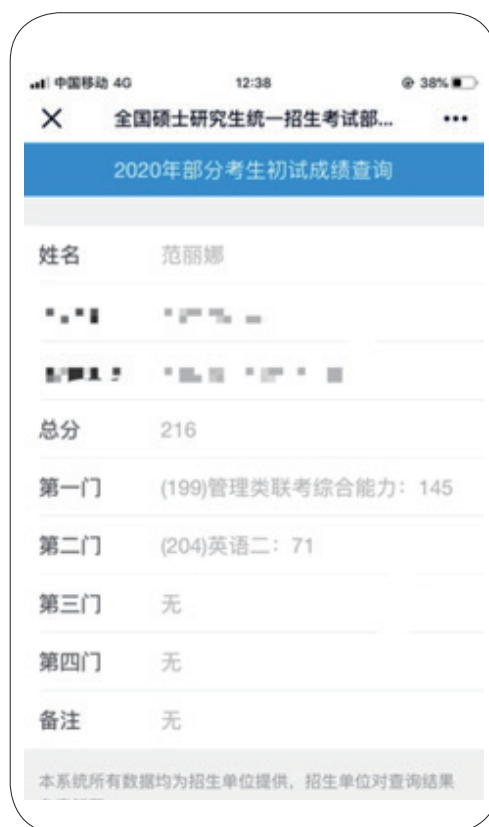 中国移动 4G 12:38 38%
全国硕士研究生统一招生考试部... •••
2020年部分考生初试成绩查询
姓名 范丽娜
总分 216
第一门 (199)管理类联考综合能力：145
第二门 (204)英语二：71
第三门 无
第四门 无
备注 无
本系统所有数据均为招生单位提供，招生单位对查询结果